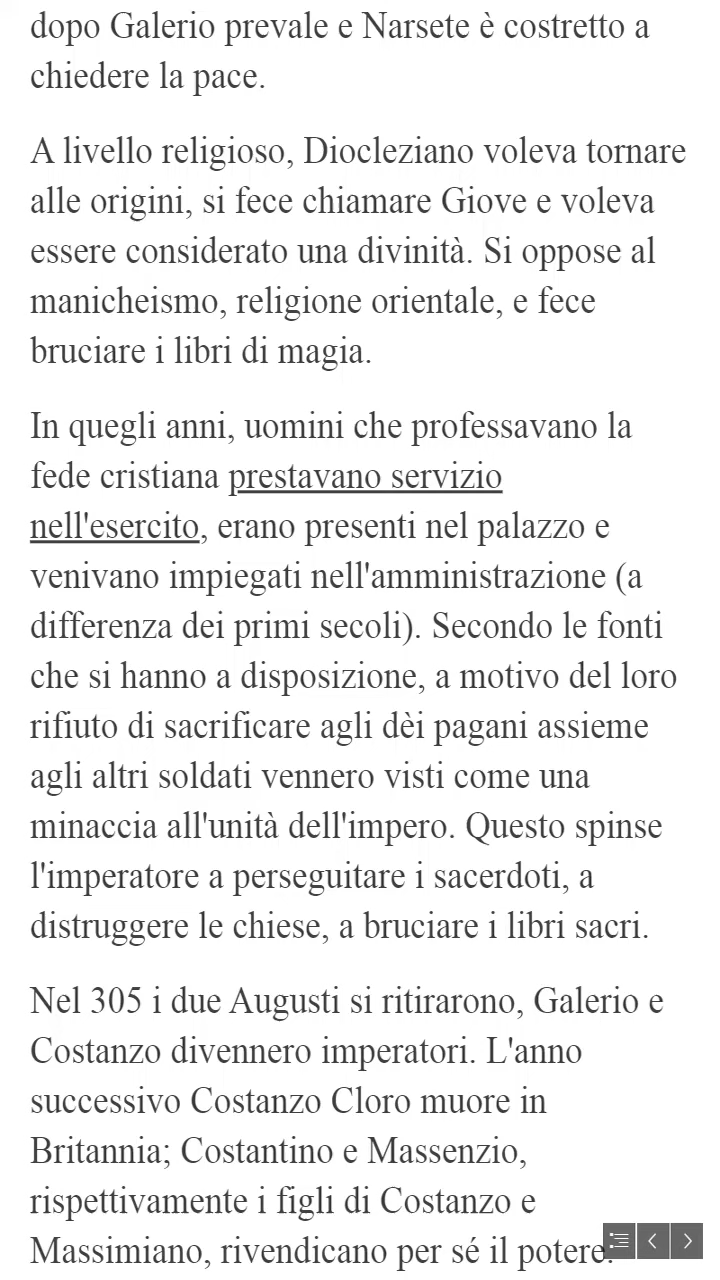 dopo Galerio prevale e Narsete è costretto a
chiedere la pace.
A livello religioso, Diocleziano voleva tornare
alle origini, si fece chiamare Giove e voleva
essere considerato una divinità. Si oppose al
manicheismo, religione orientale, e fece
bruciare i libri di magia.
In quegli anni, uomini che professavano la
fede cristiana prestavano servizio
nell'esercito, erano presenti nel palazzo e
venivano impiegati nell'amministrazione (a
differenza dei primi secoli). Secondo le fonti
che si hanno a disposizione, a motivo del loro
rifiuto di sacrificare agli dèi pagani assieme
agli altri soldati vennero visti come una
minaccia all'unità dell'impero. Questo spinse
l'imperatore a perseguitare i sacerdoti, a
distruggere le chiese, a bruciare i libri sacri.
Nel 305 i due Augusti si ritirarono, Galerio e
Costanzo divennero imperatori. L'anno
successivo Costanzo Cloro muore in
Britannia; Costantino e Massenzio,
rispettivamente i figli di Costanzo e
Massimiano, rivendicano per sé il potere.